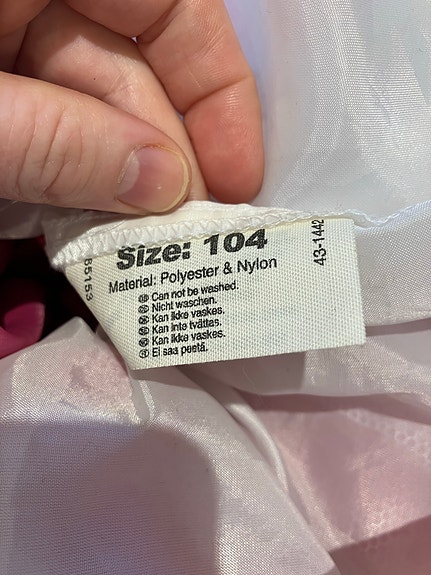 Size: 104
Material: Polyester & Nylon
Can not be washed.
Nicht waschen.
Kan ikke vaskes.
Kan inte tvättas.
Kan ikke vaskes.
Ei saa pestä.
43-1442
85153